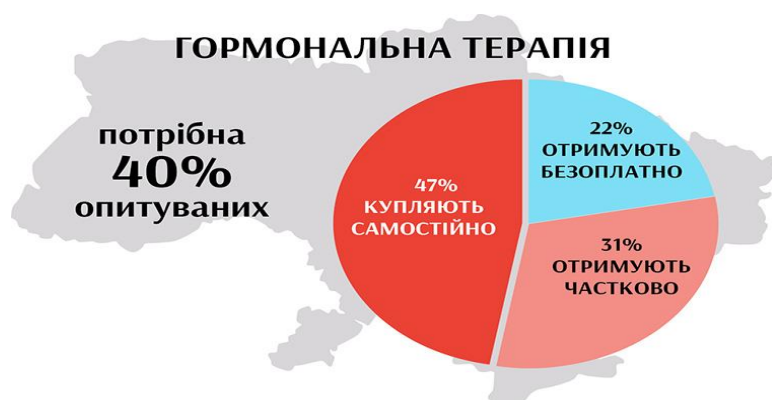 ГОРМОНАЛЬНА ТЕРАПІЯ
потрібна
40%
опитуваних
47%
КУПЛЯЮТЬ
САМОСТІЙНО
22%
ОТРИМУЮТЬ
БЕЗОПЛАТНО
31%
ОТРИМУЮТЬ
ЧАСТКОВО